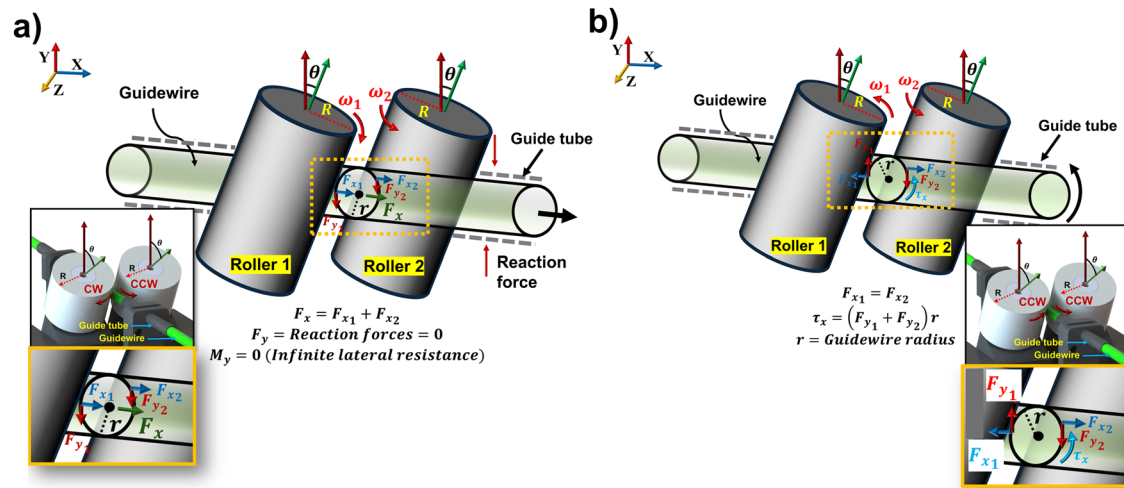 a)
Y
X
Z
Guidewire
θ
θ
R
R
ω₁
ω₂
Guide tube
Fx₁
Fx₂
Fy₂
Fx
Fy₁
r
Roller 1
Roller 2
Reaction
force
θ
θ
R
R
CW
CCW
Guide tube
Guidewire
Fx = Fx₁ + Fx₂
Fy = Reaction forces = 0
My = 0 (Infinite lateral resistance)
Fx₁
Fx₂
Fy₂
Fx
r
b)
Y
X
Z
Guidewire
θ
θ
R
R
ω₁
ω₂
Guide tube
Fy₁
r
Fx₁
Fx₂
Fy₂
τx
Roller 1
Roller 2
Fx₁ = Fx₂
τx = (Fy₁ + Fy₂) r
r = Guidewire radius
θ
θ
R
R
CCW
CCW
Guide tube
Guidewire
Fy₁
r
Fx₂
Fy₂
Fx₁
τx